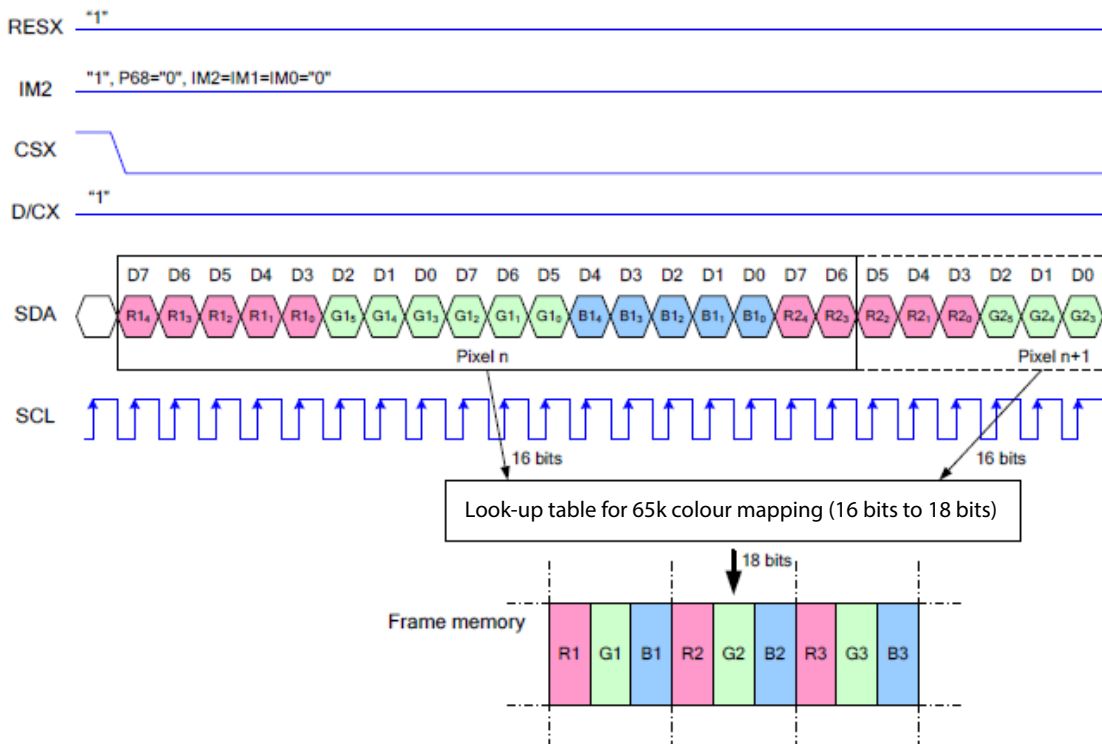 RESX "1"
IM2 "1", P68="0", IM2=IM1=IM0="0"
CSX
D/CX "1"
D7 D6 D5 D4 D3 D2 D1 D0 D7 D6 D5 D4 D3 D2 D1 D0 D7 D6 D5 D4 D3 D2 D1 D0
SDA R1₄ R1₃ R1₂ R1₁ R1₀ G1₅ G1₄ G1₃ G1₂ G1₁ G1₀ B1₄ B1₃ B1₂ B1₁ B1₀ R2₄ R2₃ R2₂ R2₁ R2₀ G2₅ G2₄ G2₃
Pixel n Pixel n+1
SCL
16 bits 16 bits
Look-up table for 65k colour mapping (16 bits to 18 bits)
18 bits
Frame memory
R1 G1 B1 R2 G2 B2 R3 G3 B3